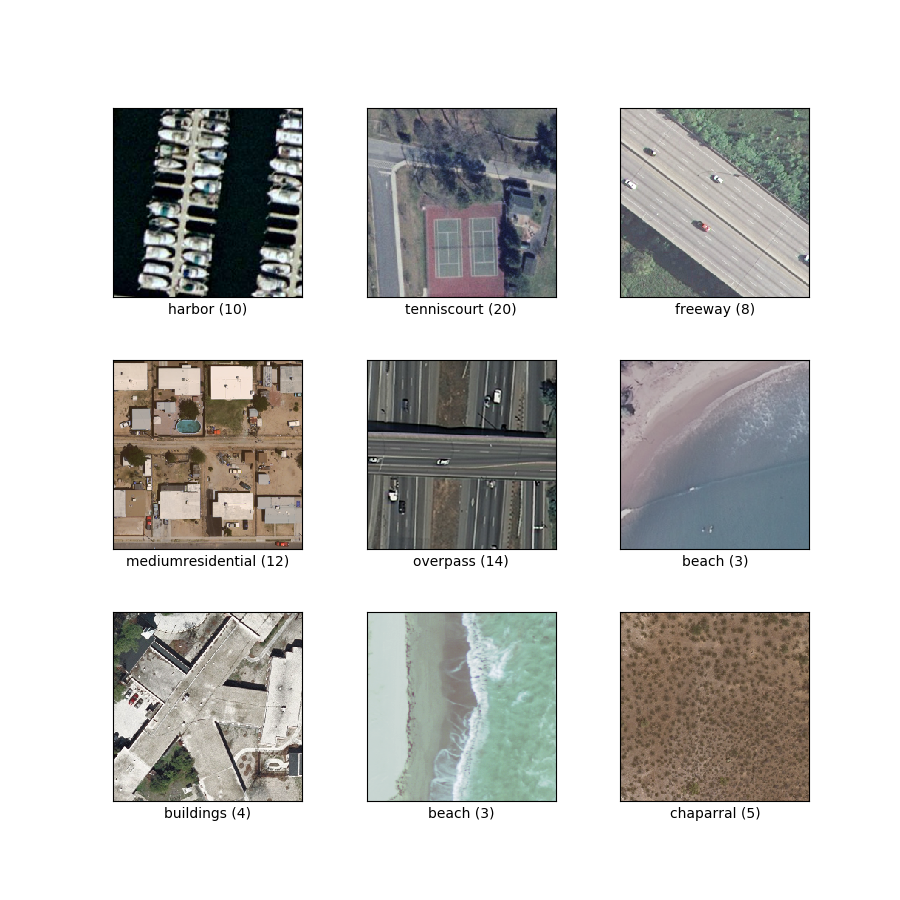 harbor (10)
tenniscourt (20)
freeway (8)
mediumresidential (12)
overpass (14)
beach (3)
buildings (4)
beach (3)
chaparral (5)